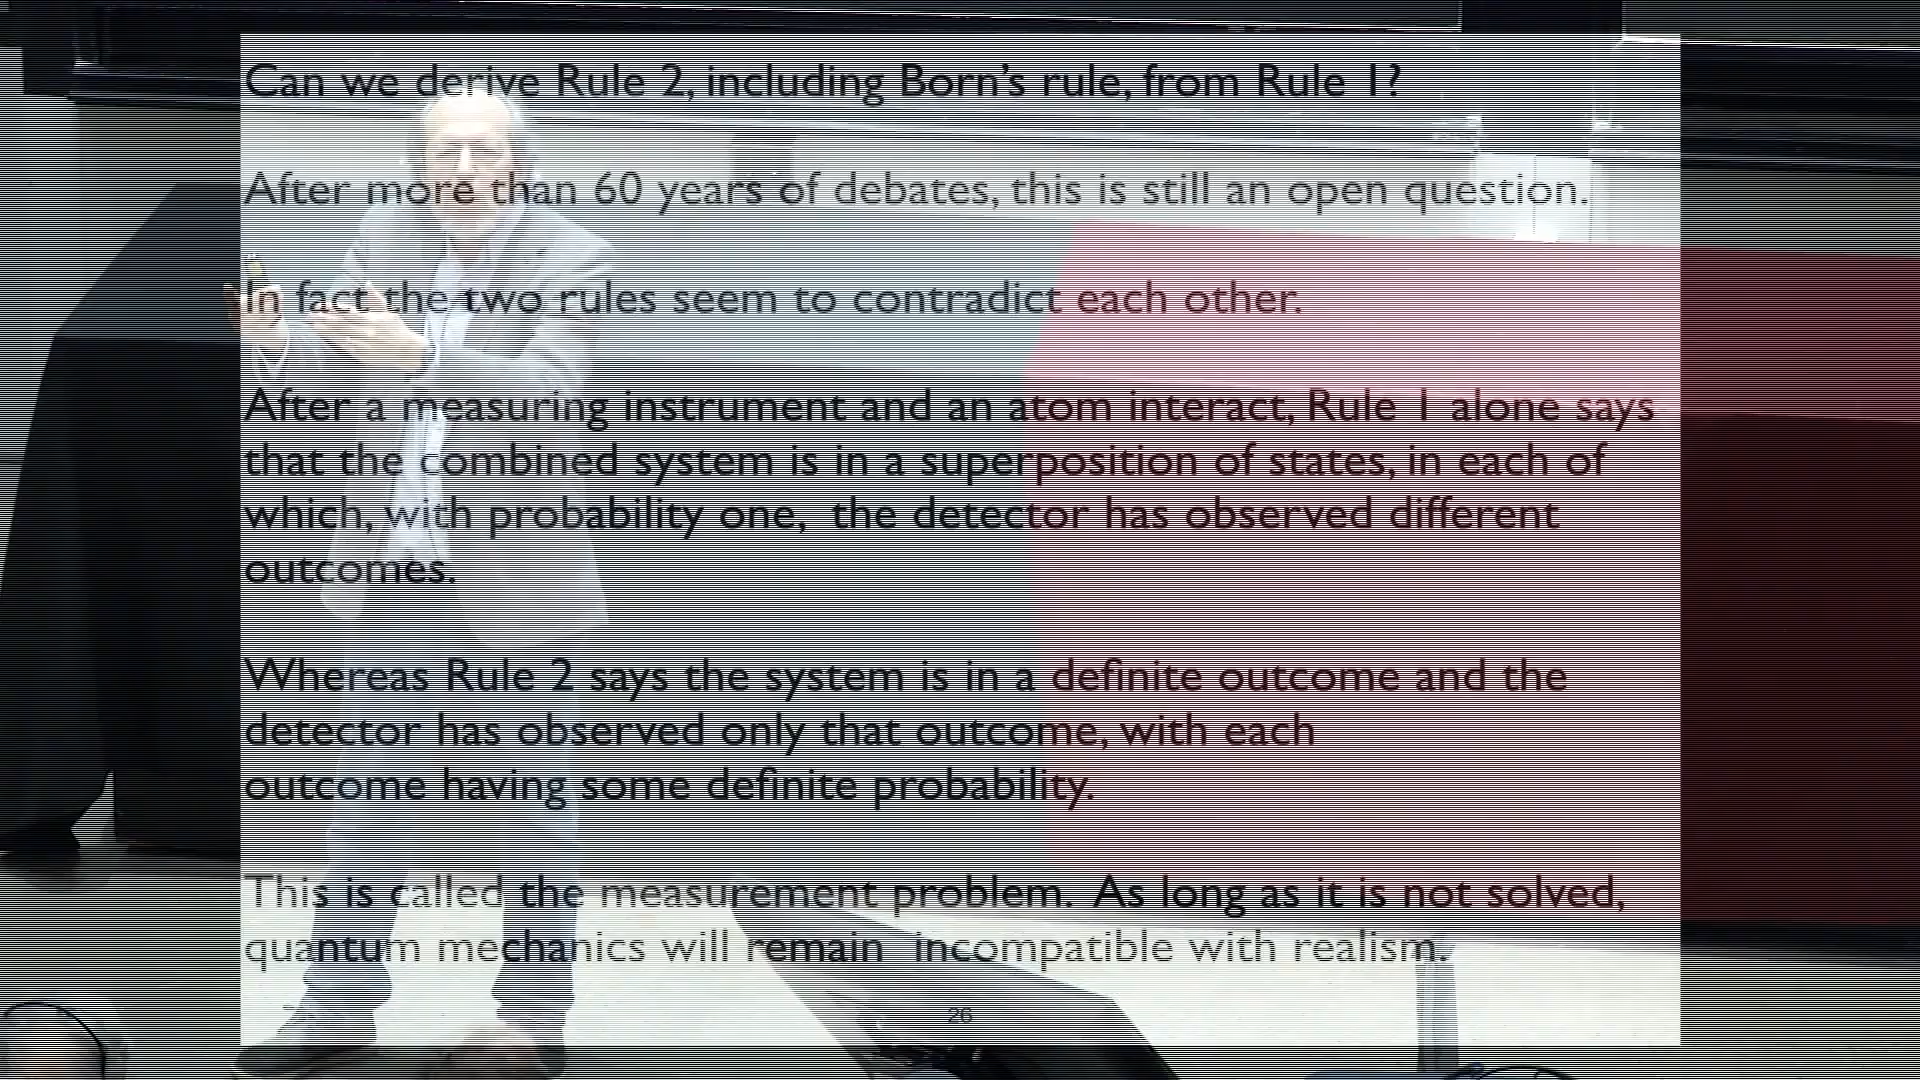 Can we derive Rule 2, including Born's rule, from Rule 1?
After more than 60 years of debates, this is still an open question.
In fact the two rules seem to contradict each other.
After a measuring instrument and an atom interact, Rule 1 alone says
that the combined system is in a superposition of states, in each of
which, with probability one, the detector has observed different
outcomes.
Whereas Rule 2 says the system is in a definite outcome and the
detector has observed only that outcome, with each
outcome having some definite probability.
This is called the measurement problem. As long as it is not solved,
quantum mechanics will remain incompatible with realism.
26